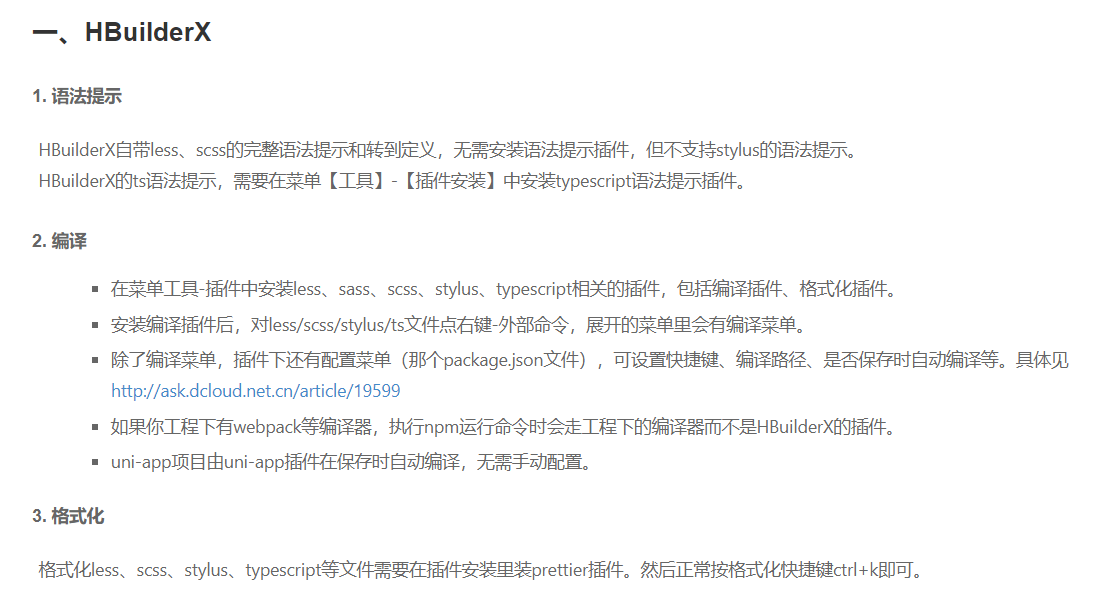 一、HBuilderX
1. 语法提示
HBuilderX自带less、scss的完整语法提示和转到定义，无需安装语法提示插件，但不支持stylus的语法提示。
HBuilderX的ts语法提示，需要在菜单【工具】-【插件安装】中安装typescript语法提示插件。
2. 编译
▪ 在菜单工具-插件中安装less、sass、scss、stylus、typescript相关的插件，包括编译插件、格式化插件。
▪ 安装编译插件后，对less/scss/stylus/ts文件点右键-外部命令，展开的菜单里会有编译菜单。
▪ 除了编译菜单，插件下还有配置菜单（那个package.json文件），可设置快捷键、编译路径、是否保存时自动编译等。具体见
http://ask.dcloud.net.cn/article/19599
▪ 如果你工程下有webpack等编译器，执行npm运行命令时会走工程下的编译器而不是HBuilderX的插件。
▪ uni-app项目由uni-app插件在保存时自动编译，无需手动配置。
3. 格式化
格式化less、scss、stylus、typescript等文件需要在插件安装里装prettier插件。然后正常按格式化快捷键ctrl+k即可。